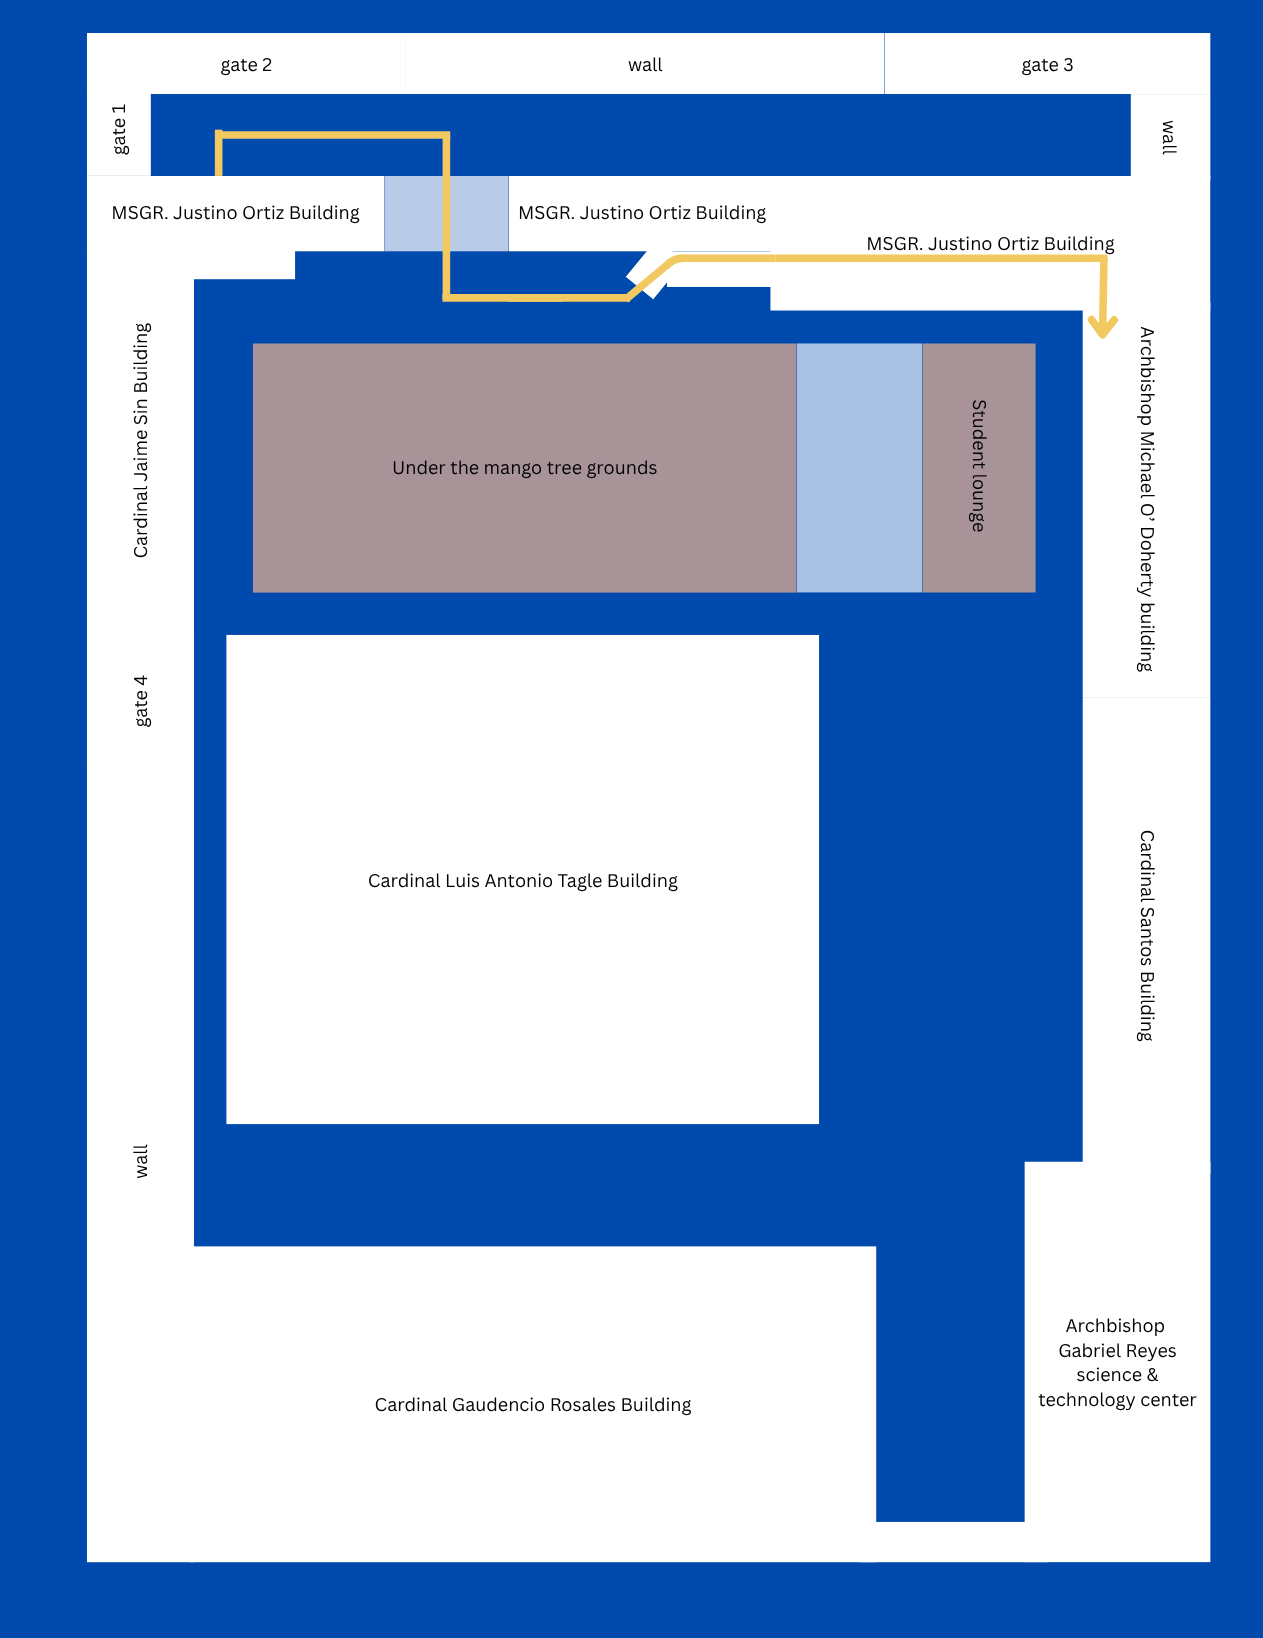 gate 2
wall
gate 3
gate 1
wall
MSGR. Justino Ortiz Building
MSGR. Justino Ortiz Building
MSGR. Justino Ortiz Building
Cardinal Jaime Sin Building
Under the mango tree grounds
Student lounge
Archbishop Michael O' Doherty building
gate 4
Cardinal Luis Antonio Tagle Building
Cardinal Santos Building
wall
Cardinal Gaudencio Rosales Building
Archbishop
Gabriel Reyes
science &
technology center